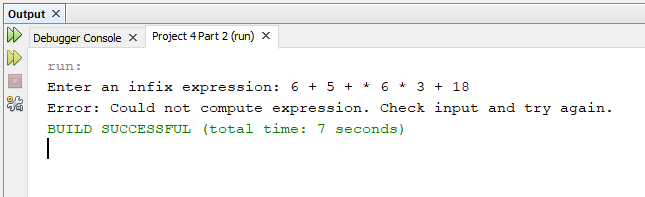 Output ×
Debugger Console × Project 4 Part 2 (run) ×
run:
Enter an infix expression: 6 + 5 + * 6 * 3 + 18
Error: Could not compute expression. Check input and try again.
BUILD SUCCESSFUL (total time: 7 seconds)